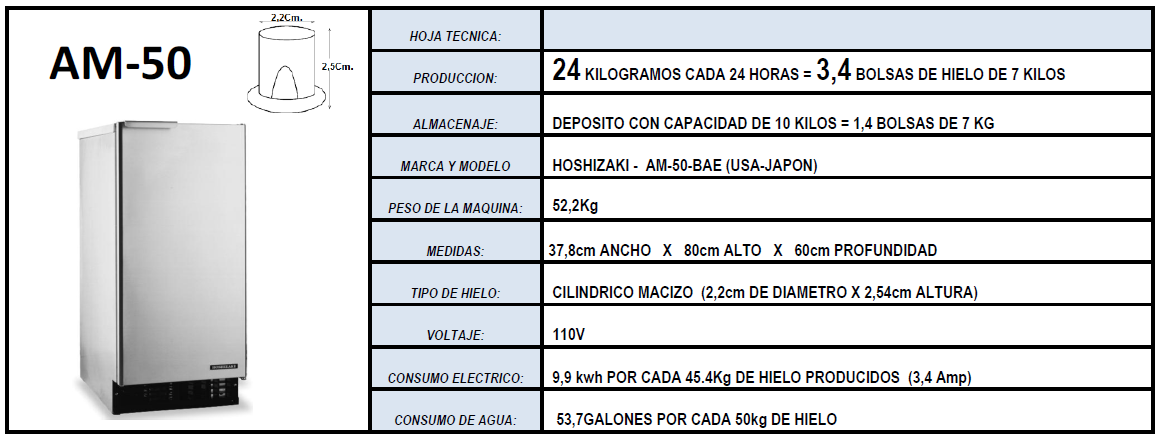 AM-50
2,2Cm.
2,5Cm.
HOJA TECNICA:
PRODUCCION: 24 KILOGRAMOS CADA 24 HORAS = 3,4 BOLSAS DE HIELO DE 7 KILOS
ALMACENAJE: DEPOSITO CON CAPACIDAD DE 10 KILOS = 1,4 BOLSAS DE 7 KG
MARCA Y MODELO HOSHIZAKI - AM-50-BAE (USA-JAPON)
PESO DE LA MAQUINA: 52,2Kg
MEDIDAS: 37,8cm ANCHO X 80cm ALTO X 60cm PROFUNDIDAD
TIPO DE HIELO: CILINDRICO MACIZO (2,2cm DE DIAMETRO X 2,54cm ALTURA)
VOLTAJE: 110V
CONSUMO ELECTRICO: 9,9 kwh POR CADA 45.4Kg DE HIELO PRODUCIDOS (3,4 Amp)
CONSUMO DE AGUA: 53,7GALONES POR CADA 50kg DE HIELO
HOSHIZAKI